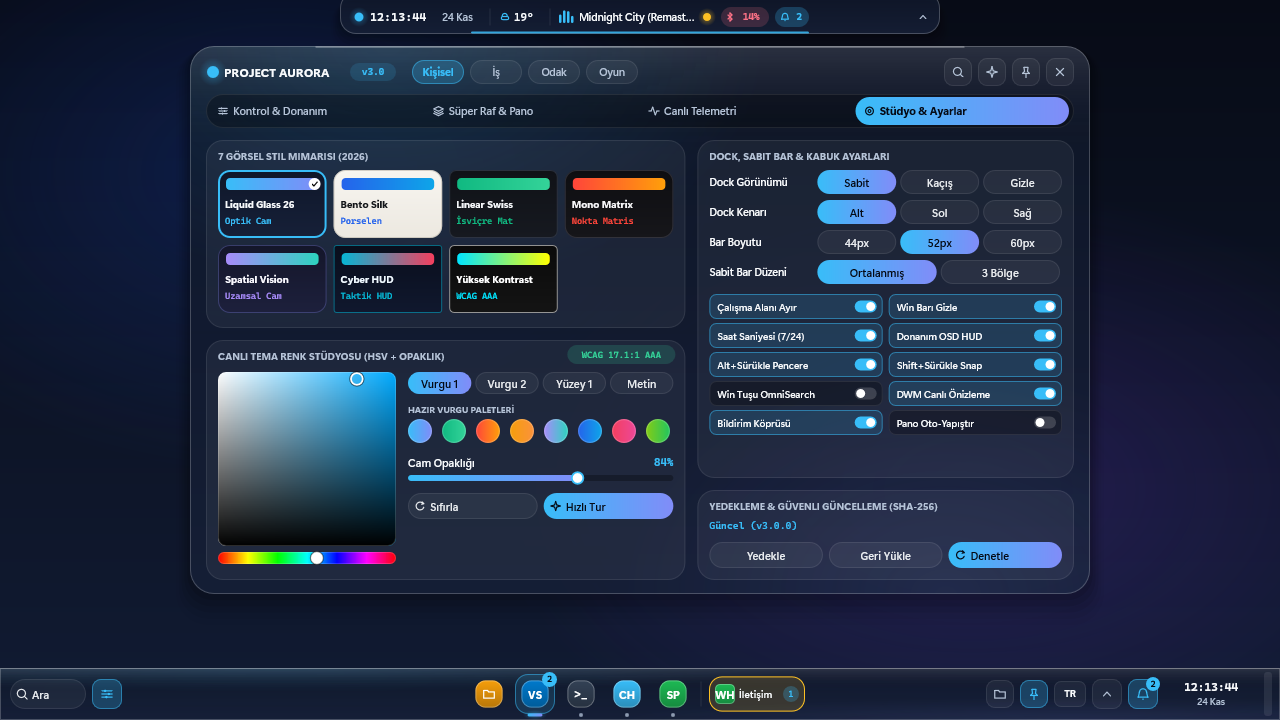 12:13:44 24 Kas 19° Midnight City (Remast... 14% 2
PROJECT AURORA v3.0 Kişisel İş Odak Oyun
Kontrol & Donanım Süper Raf & Pano Canlı Telemetri Stüdyo & Ayarlar
7 GÖRSEL STIL MIMARISI (2026)
Liquid Glass 26 Bento Silk Linear Swiss Mono Matrix
Optik Cam Porselen İsviçre Mat Nokta Matris
Spatial Vision Cyber HUD Yüksek Kontrast
Uzamsal Cam Taktik HUD WCAG AAA
CANLI TEMA RENK STÜDYOSU (HSV + OPAKLIK) WCAG 17.1:1 AAA
Vurgu 1 Vurgu 2 Yüzey 1 Metin
HAZIR VURGU PALETLERİ
Cam Opaklığı 84%
Sıfırla Hızlı Tur
DOCK, SABIT BAR & KABUK AYARLARI
Dock Görünümü Sabit Kaçış Gizle
Dock Kenarı Alt Sol Sağ
Bar Boyutu 44px 52px 60px
Sabit Bar Düzeni Ortalanmış 3 Bölge
Çalışma Alanı Ayır Win Barı Gizle
Saat Saniyesi (7/24) Donanım OSD HUD
Alt+Sürükle Pencere Shift+Sürükle Snap
Win Tuşu OmniSearch DWM Canlı Önizleme
Bildirim Köprüsü Pano Oto-Yapıştır
YEDEKLEME & GÜVENLI GÜNCELLEME (SHA-256)
Güncel (v3.0.0)
Yedekle Geri Yükle Denetle
Ara VS 2 >_ CH SP WH İletişim 1 TR 2 12:13:44
24 Kas